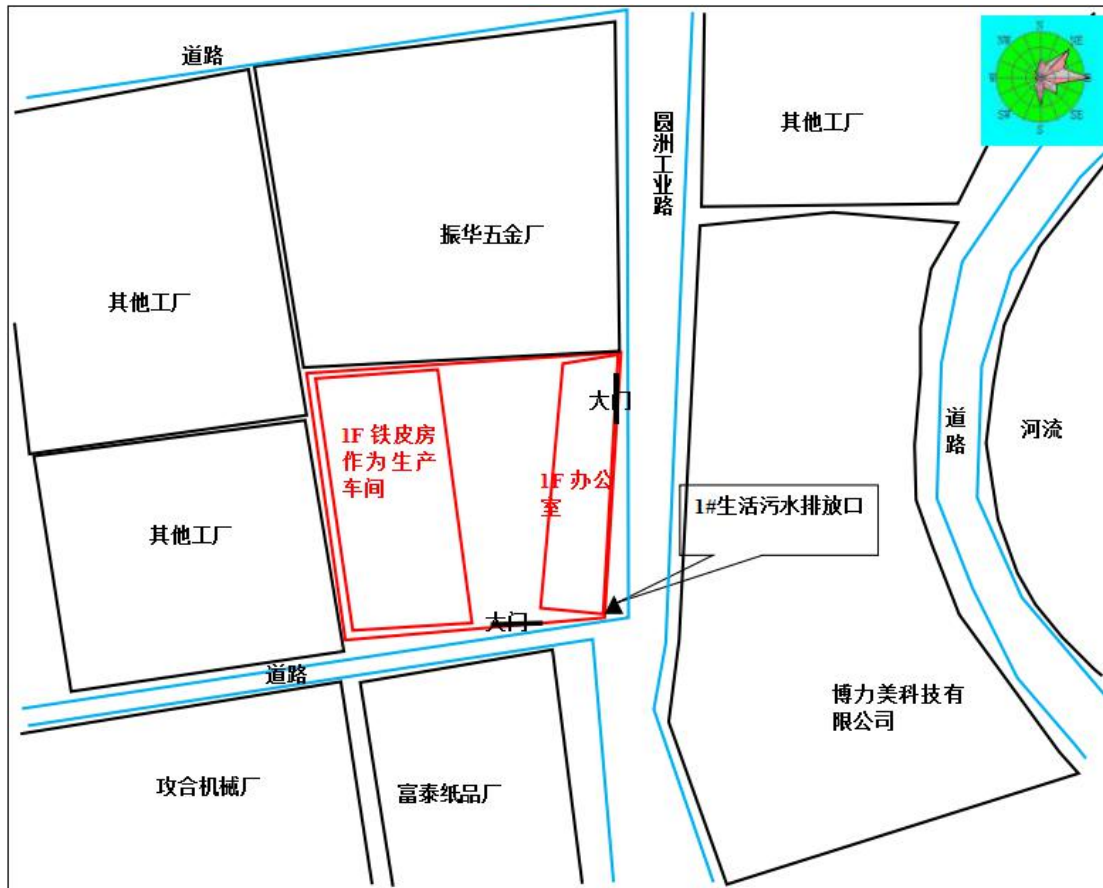 道路
其他工厂
圆洲工业路
振华五金厂
其他工厂
大门
1F 铁皮房
作为生产
车间
1F 办公
室
道路
河流
1#生活污水排放口
其他工厂
大门
道路
博力美科技有
限公司
攻合机械厂
富泰纸品厂